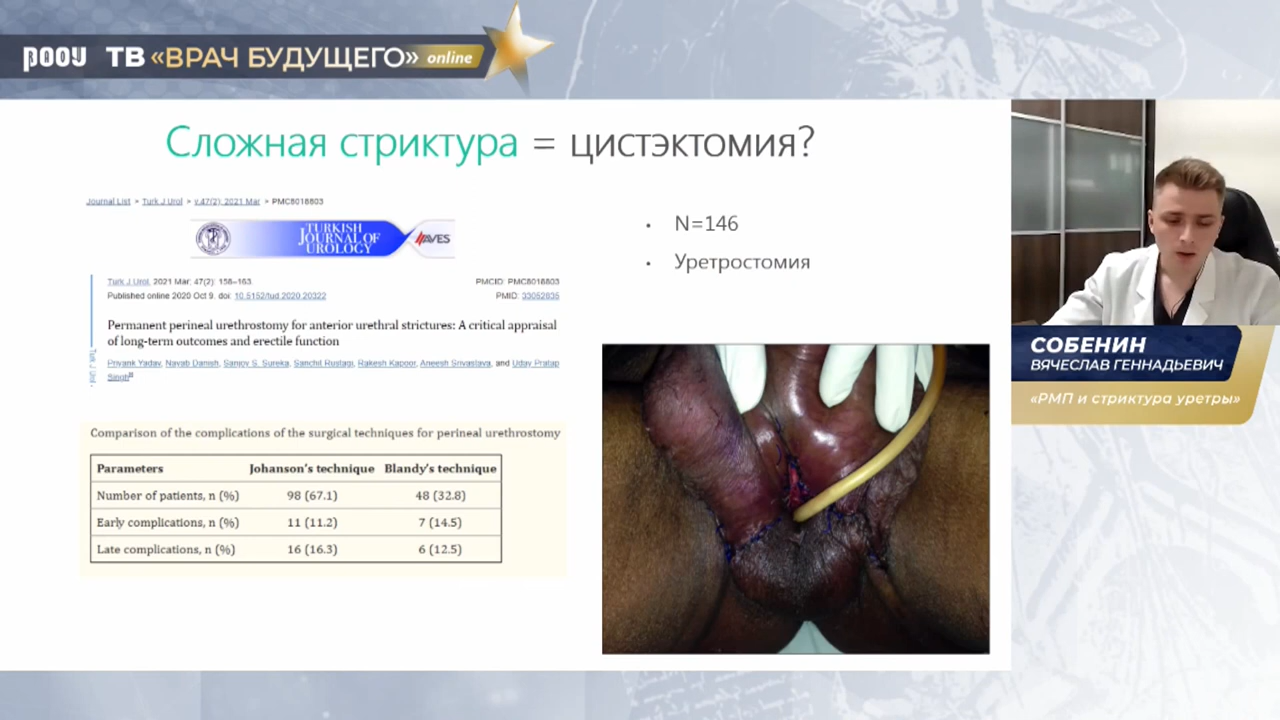 РООУ ТВ «ВРАЧ БУДУЩЕГО» online
Сложная стриктура = цистэктомия?
Journal List > Turk J Urol > v.47(2); 2021 Mar > PMC8018803
TURKISH
JOURNAL OF
UROLOGY
AVES
Turk J Urol. 2021 Mar; 47(2): 158–163.
PMCID: PMC8018803
Published online 2020 Oct 9. doi: 10.5152/tud.2020.20322
PMID: 33052835
Permanent perineal urethrostomy for anterior urethral strictures: A critical appraisal
of long-term outcomes and erectile function
Priyank Yadav, Nayab Danish, Sanjoy S. Sureka, Sanchit Rustagi, Rakesh Kapoor, Aneesh Srivastava, and Uday Pratap
Singh
Comparison of the complications of the surgical techniques for perineal urethrostomy
Parameters Johanson's technique Blandy's technique
Number of patients, n (%) 98 (67.1) 48 (32.8)
Early complications, n (%) 11 (11.2) 7 (14.5)
Late complications, n (%) 16 (16.3) 6 (12.5)
• N=146
• Уретростомия
СОБЕНИН
ВЯЧЕСЛАВ ГЕННАДЬЕВИЧ
«РМП и стриктура уретры»